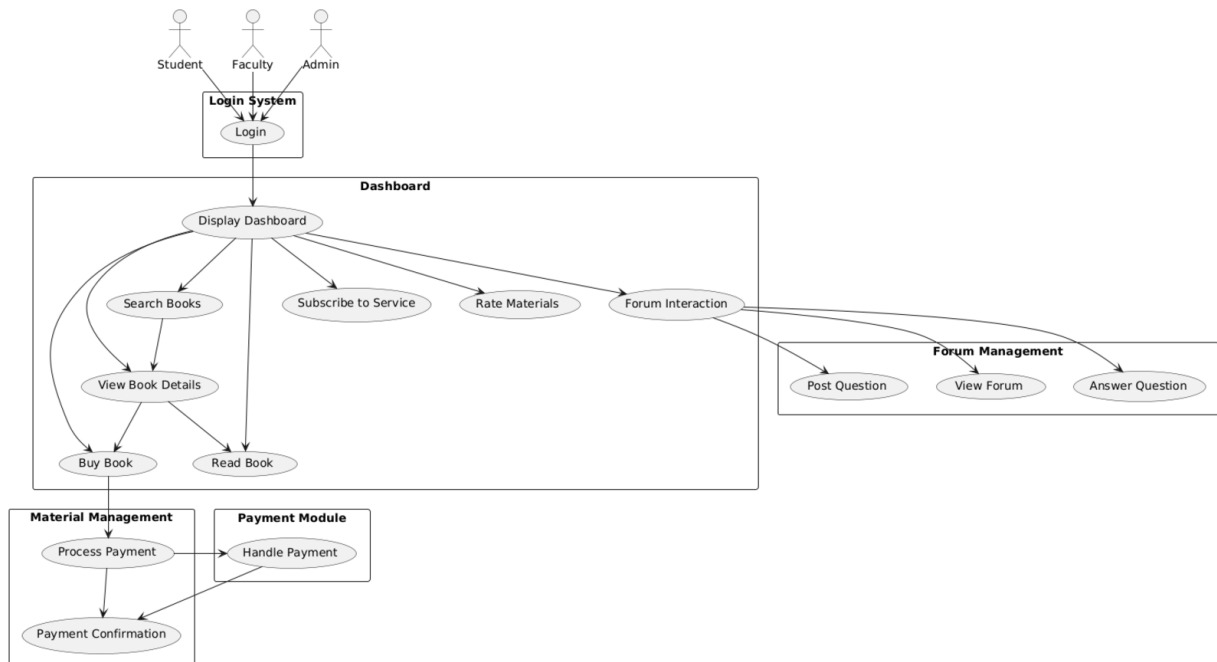 Student
Faculty
Admin
Login System
Login
Dashboard
Display Dashboard
Search Books
Subscribe to Service
Rate Materials
Forum Interaction
Forum Management
View Book Details
Post Question
View Forum
Answer Question
Buy Book
Read Book
Material Management
Payment Module
Process Payment
Handle Payment
Payment Confirmation